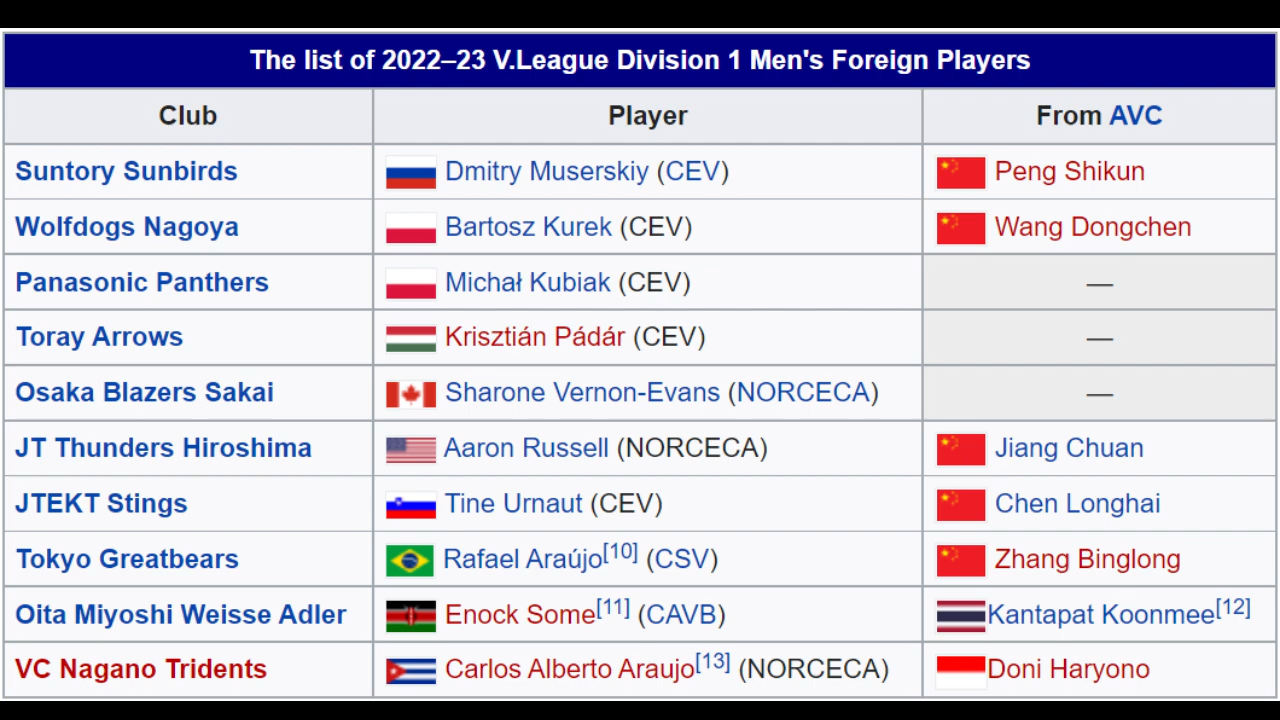 The list of 2022–23 V.League Division 1 Men's Foreign Players
Club Player From AVC
Suntory Sunbirds Dmitry Muserskiy (CEV) Peng Shikun
Wolfdogs Nagoya Bartosz Kurek (CEV) Wang Dongchen
Panasonic Panthers Michał Kubiak (CEV) —
Toray Arrows Krisztián Pádár (CEV) —
Osaka Blazers Sakai Sharone Vernon-Evans (NORCECA) —
JT Thunders Hiroshima Aaron Russell (NORCECA) Jiang Chuan
JTEKT Stings Tine Urnaut (CEV) Chen Longhai
Tokyo Greatbears Rafael Araújo[10] (CSV) Zhang Binglong
Oita Miyoshi Weisse Adler Enock Some[11] (CAVB) Kantapat Koonmee[12]
VC Nagano Tridents Carlos Alberto Araujo[13] (NORCECA) Doni Haryono